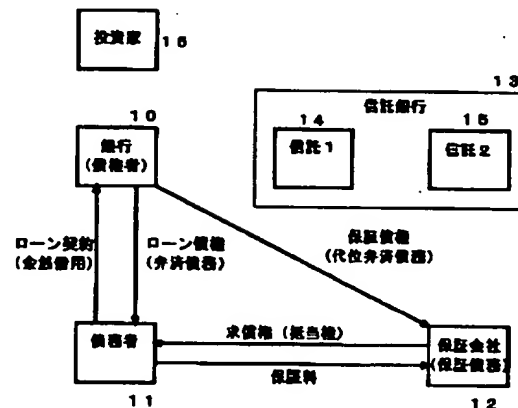 投資家
15
13
信託銀行
14
信託1
15
信託2
10
銀行
(債権者)
ローン契約
(金銭借用)
ローン債権
(弁済債務)
保証債権
(代位弁済債務)
債務者
11
求償権(抵当権)
保証料
保証会社
(保証債務)
12